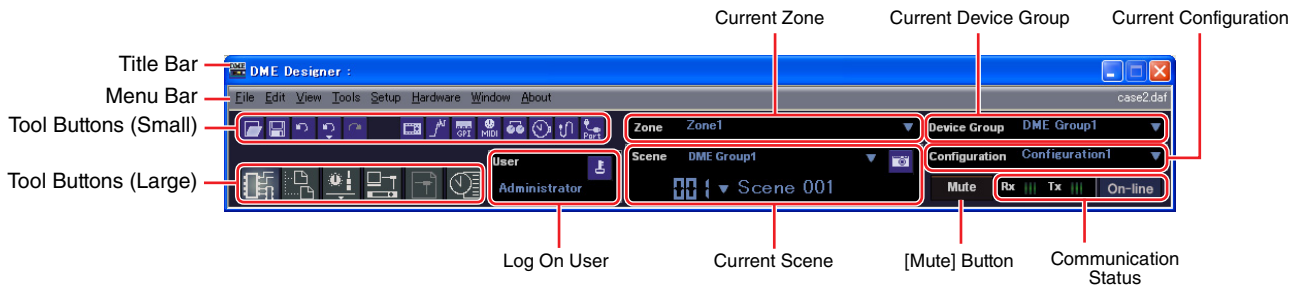 Current Zone
Current Device Group
Current Configuration
Title Bar
DME Designer :
Menu Bar
File Edit View Tools Setup Hardware Window About
case2.daf
Tool Buttons (Small)
GPI
MIDI
Port
Zone Zone1
Device Group DME Group1
Tool Buttons (Large)
User
Administrator
Scene DME Group1
001 Scene 001
Configuration Configuration1
Mute Rx Tx On-line
Log On User
Current Scene
[Mute] Button
Communication
Status